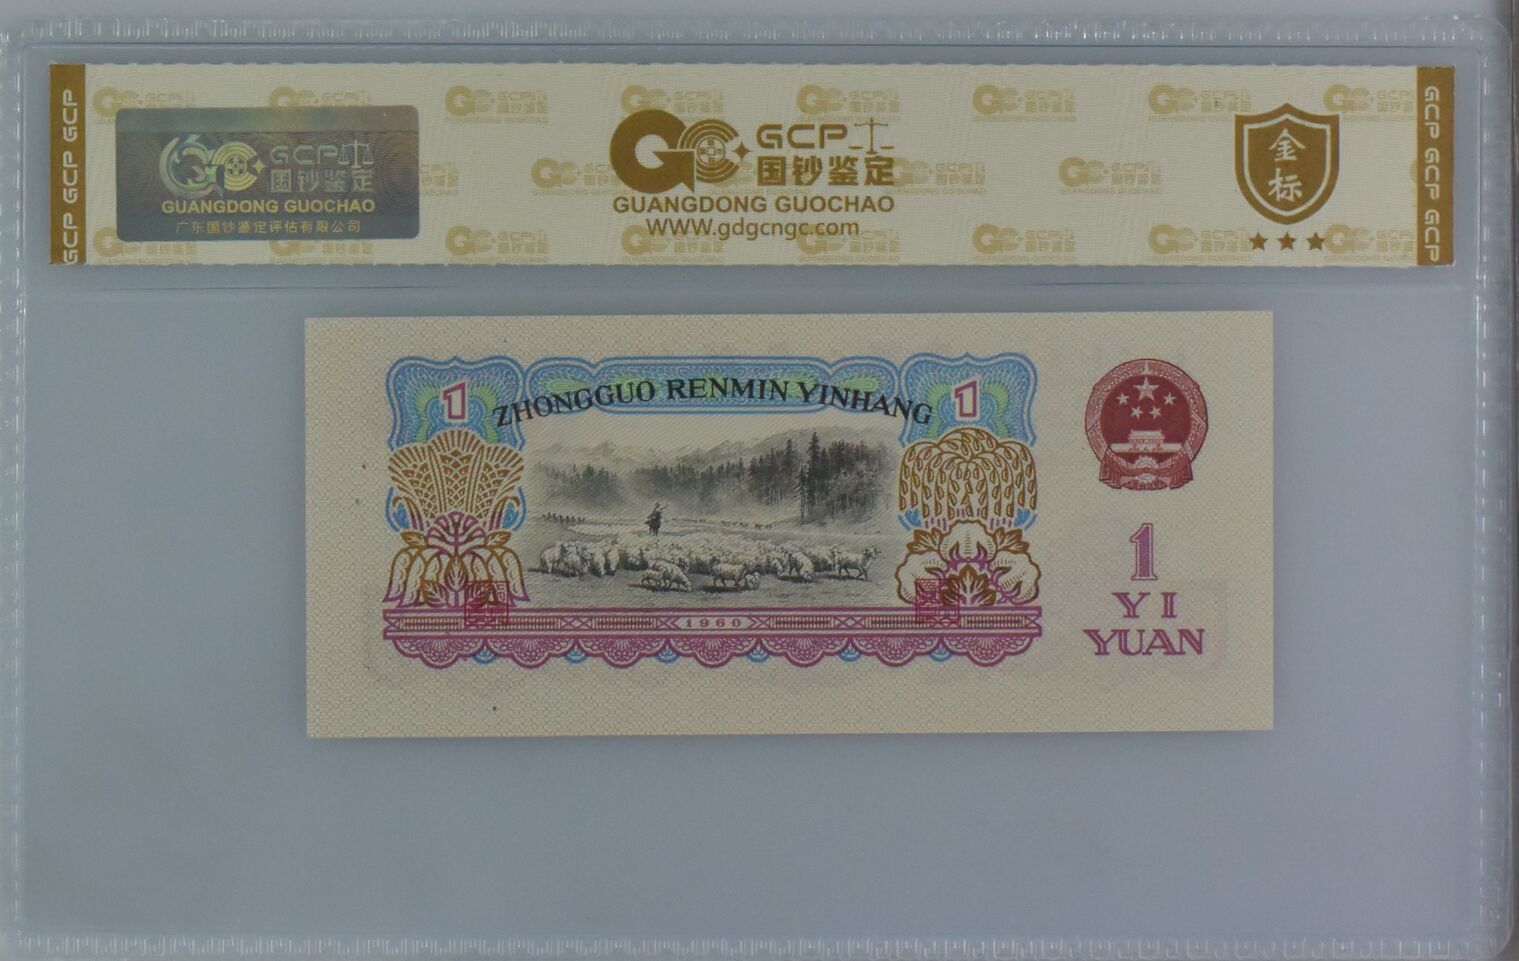 GCP GCP GCP
GCP
国钞鉴定
GUANGDONG GUOCHAO
广东国钞鉴定评估有限公司
GCP
国钞鉴定
GUANGDONG GUOCHAO
WWW.gdgcngc.com
金
标
GCP GCP GCP
1
ZHONGGUO RENMIN YINHANG
1
1960
1
YI
YUAN